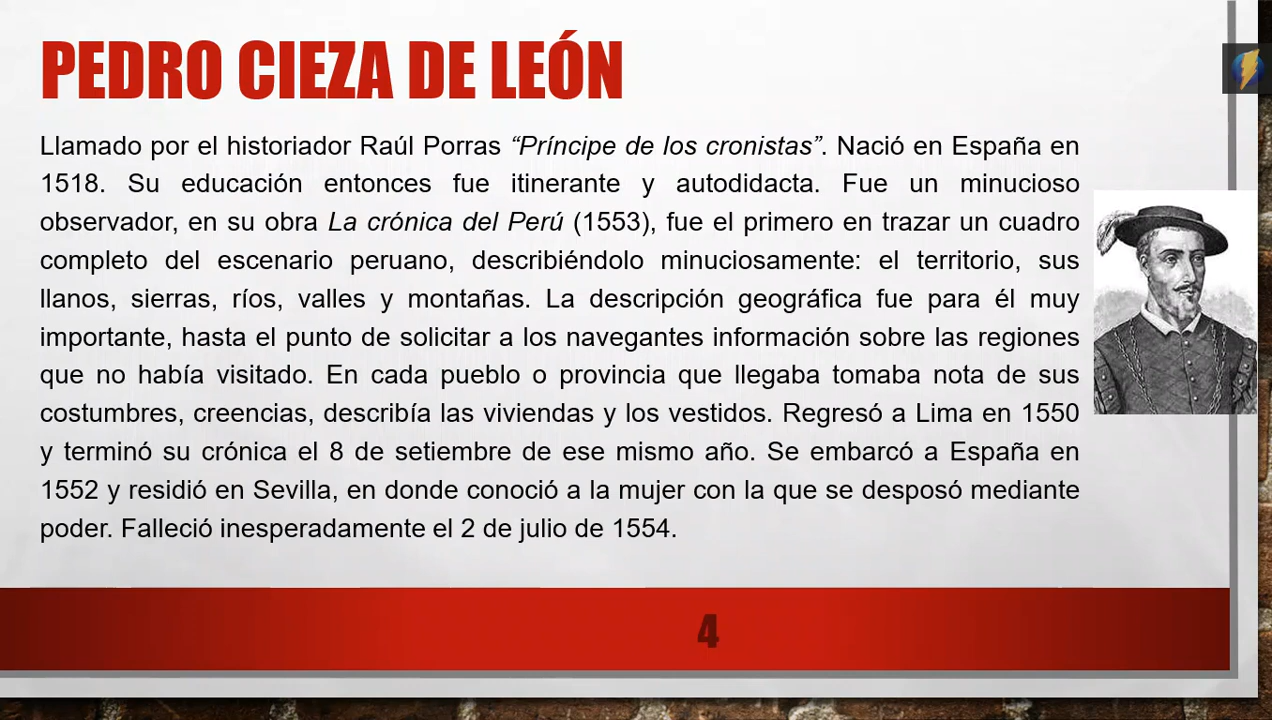 PEDRO CIEZA DE LEÓN
Llamado por el historiador Raúl Porras “Príncipe de los cronistas”. Nació en España en
1518. Su educación entonces fue itinerante y autodidacta. Fue un minucioso
observador, en su obra La crónica del Perú (1553), fue el primero en trazar un cuadro
completo del escenario peruano, describiéndolo minuciosamente: el territorio, sus
llanos, sierras, ríos, valles y montañas. La descripción geográfica fue para él muy
importante, hasta el punto de solicitar a los navegantes información sobre las regiones
que no había visitado. En cada pueblo o provincia que llegaba tomaba nota de sus
costumbres, creencias, describía las viviendas y los vestidos. Regresó a Lima en 1550
y terminó su crónica el 8 de setiembre de ese mismo año. Se embarcó a España en
1552 y residió en Sevilla, en donde conoció a la mujer con la que se desposó mediante
poder. Falleció inesperadamente el 2 de julio de 1554.
4